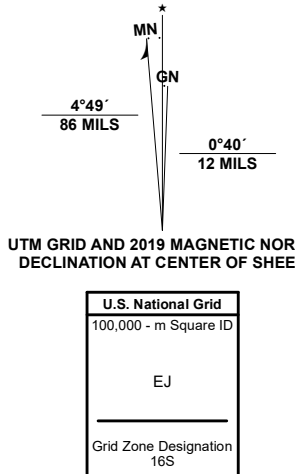 ★
MN
GN
4°49´
86 MILS
0°40´
12 MILS
UTM GRID AND 2019 MAGNETIC NOR
DECLINATION AT CENTER OF SHEE
U.S. National Grid
100,000 - m Square ID
EJ
Grid Zone Designation
16S